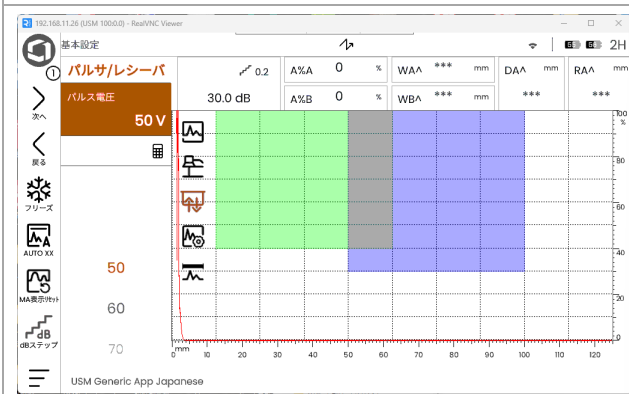 192.168.11.26 (USM 100:0.0) - RealVNC Viewer
基本設定
2H
1
パルサ/レシーバ
0.2
30.0 dB
A%A 0 %
A%B 0 %
WA^ *** mm
WB^ *** mm
DA^ mm
***
RA^ mm
***
パルス電圧
50 V
次へ
戻る
フリーズ
AUTO XX
MA表示リセット
dB
dBステップ
50
60
70
100
%
80
60
40
20
0
mm
0 10 20 30 40 50 60 70 80 90 100 110 120
USM Generic App Japanese